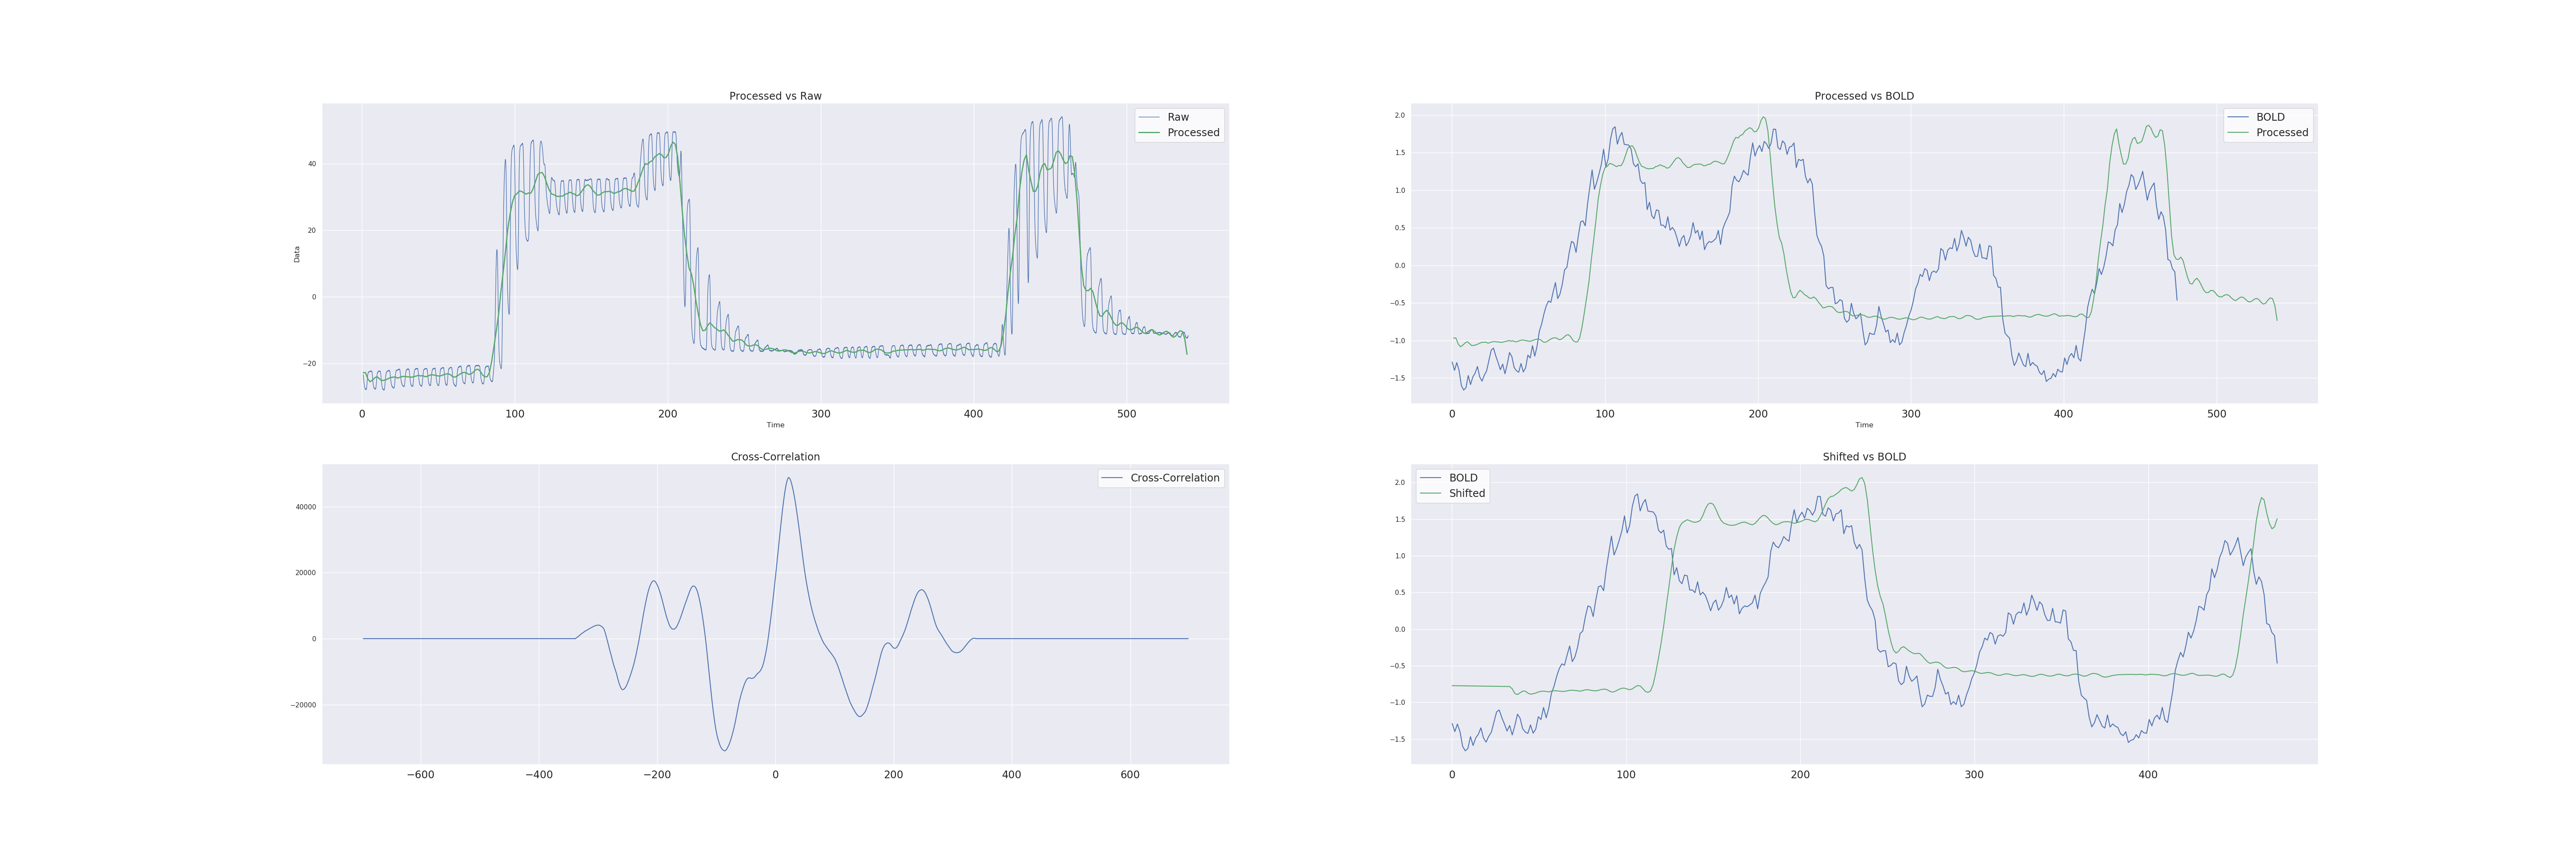 Processed vs Raw
Raw
Processed
Data
40
20
0
−20
0 100 200 300 400 500
Time
Processed vs BOLD
BOLD
Processed
2.0
1.5
1.0
0.5
0.0
−0.5
−1.0
−1.5
0 100 200 300 400 500
Time
Cross-Correlation
Cross-Correlation
40000
20000
0
−20000
−600 −400 −200 0 200 400 600
Shifted vs BOLD
BOLD
Shifted
2.0
1.5
1.0
0.5
0.0
−0.5
−1.0
−1.5
0 100 200 300 400